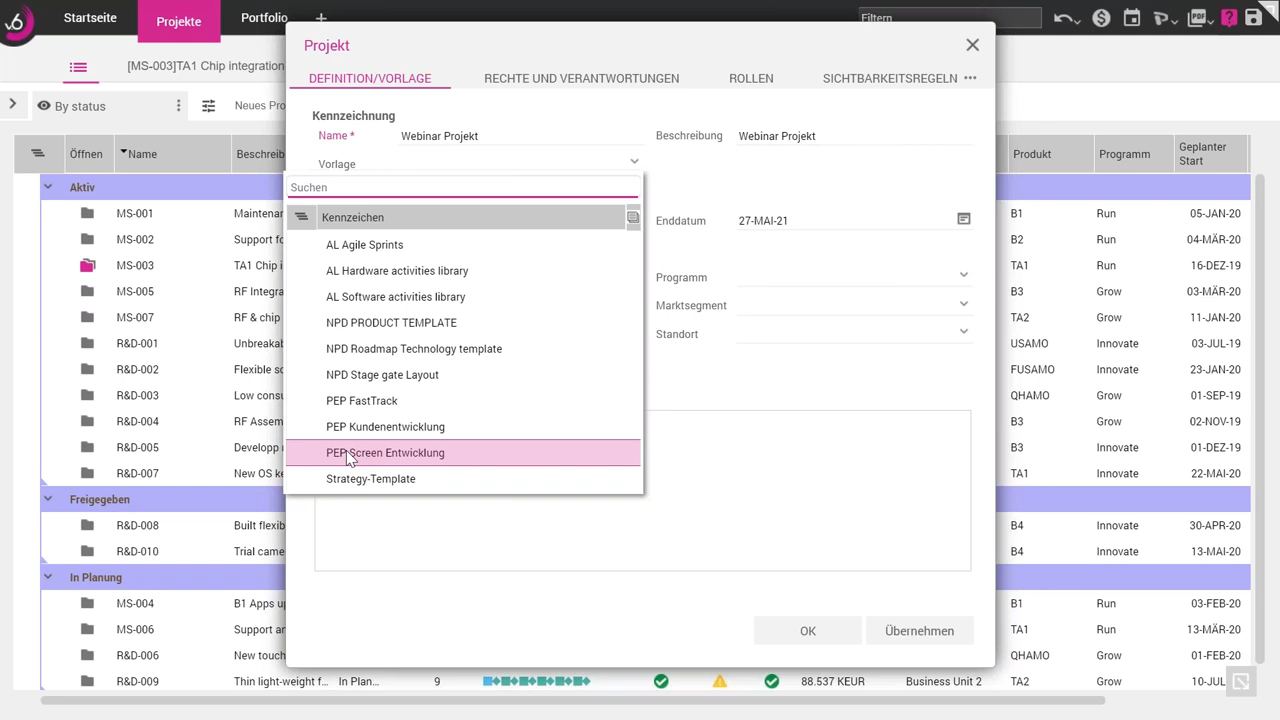 v6 Startseite Projekte Portfolio + Filtern
[MS-003]TA1 Chip integration
By status Neues Pro
Öffnen Name Beschreib Produkt Programm Geplanter Start
Projekt
DEFINITION/VORLAGE RECHTE UND VERANTWORTUNGEN ROLLEN SICHTBARKEITSREGELN
Kennzeichnung
Name * Webinar Projekt Beschreibung Webinar Projekt
Vorlage
Suchen
Kennzeichen
AL Agile Sprints
AL Hardware activities library
AL Software activities library
NPD PRODUCT TEMPLATE
NPD Roadmap Technology template
NPD Stage gate Layout
PEP FastTrack
PEP Kundenentwicklung
PEP Screen Entwicklung
Strategy-Template
Enddatum 27-MAI-21
Programm
Marktsegment
Standort
OK Übernehmen
Aktiv
MS-001 Maintenan B1 Run 05-JAN-20
MS-002 Support fo B2 Run 04-MÄR-20
MS-003 TA1 Chip i TA1 Run 16-DEZ-19
MS-005 RF Integra B3 Grow 03-MÄR-20
MS-007 RF & chip TA2 Grow 11-JAN-20
R&D-001 Unbreakab USAMO Innovate 03-JUL-19
R&D-002 Flexible sc FUSAMO Innovate 23-JAN-20
R&D-003 Low consu QHAMO Grow 01-SEP-19
R&D-004 RF Assem B3 Grow 02-NOV-19
R&D-005 Developp B3 Innovate 01-DEZ-19
R&D-007 New OS ke TA1 Innovate 22-MAI-20
Freigegeben
R&D-008 Built flexib B4 Innovate 30-APR-20
R&D-010 Trial came B4 Innovate 13-MAI-20
In Planung
MS-004 B1 Apps up B1 Run 03-FEB-20
MS-006 Support an TA1 Run 13-MÄR-20
R&D-006 New touch QHAMO Grow 01-FEB-20
R&D-009 Thin light-weight f... In Plan... 9 88.537 KEUR Business Unit 2 TA2 Grow 10-JUL